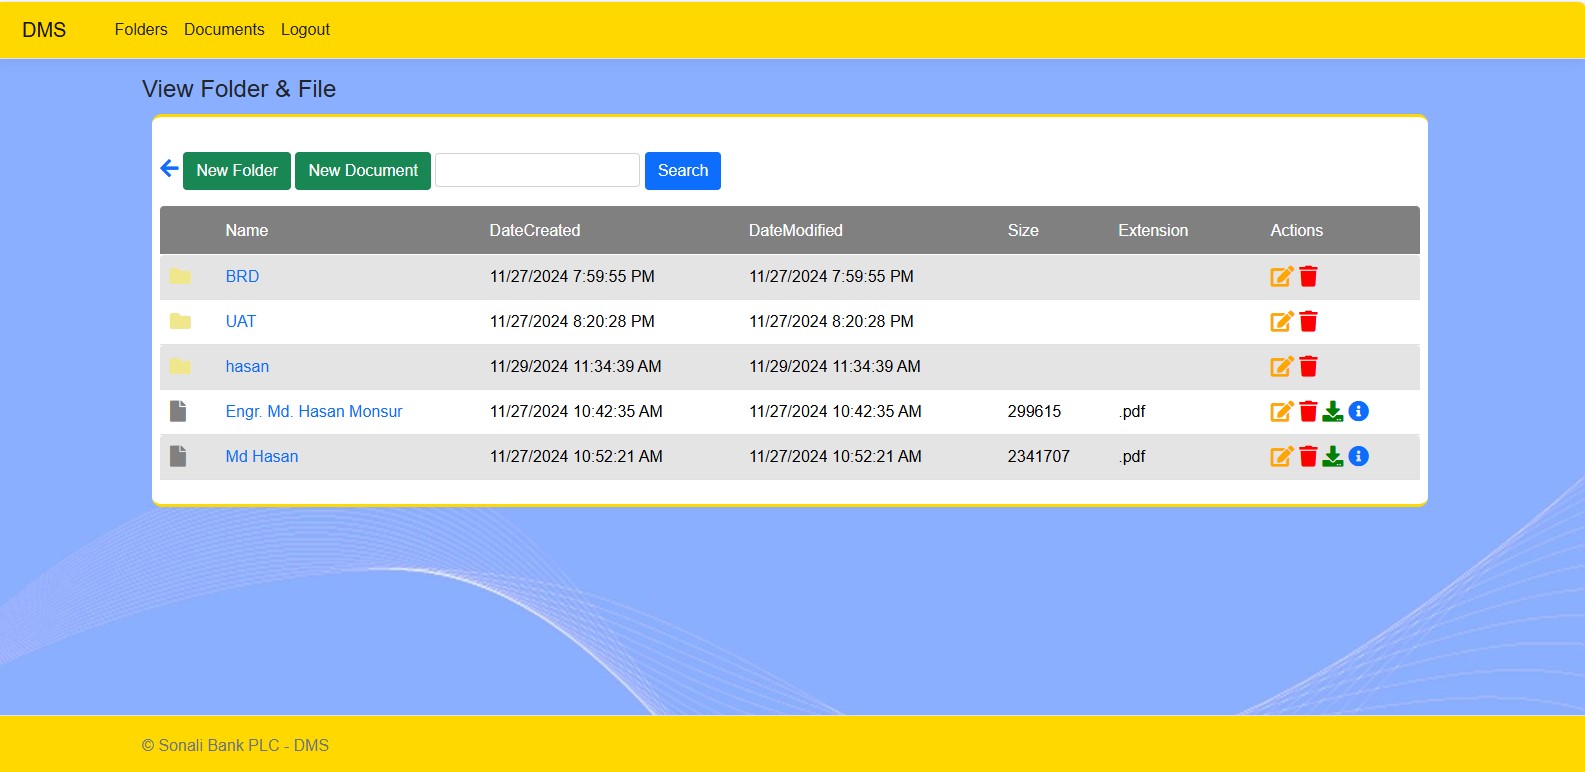 DMS Folders Documents Logout
View Folder & File
New Folder New Document Search
Name DateCreated DateModified Size Extension Actions
BRD 11/27/2024 7:59:55 PM 11/27/2024 7:59:55 PM
UAT 11/27/2024 8:20:28 PM 11/27/2024 8:20:28 PM
hasan 11/29/2024 11:34:39 AM 11/29/2024 11:34:39 AM
Engr. Md. Hasan Monsur 11/27/2024 10:42:35 AM 11/27/2024 10:42:35 AM 299615 .pdf
Md Hasan 11/27/2024 10:52:21 AM 11/27/2024 10:52:21 AM 2341707 .pdf
© Sonali Bank PLC - DMS